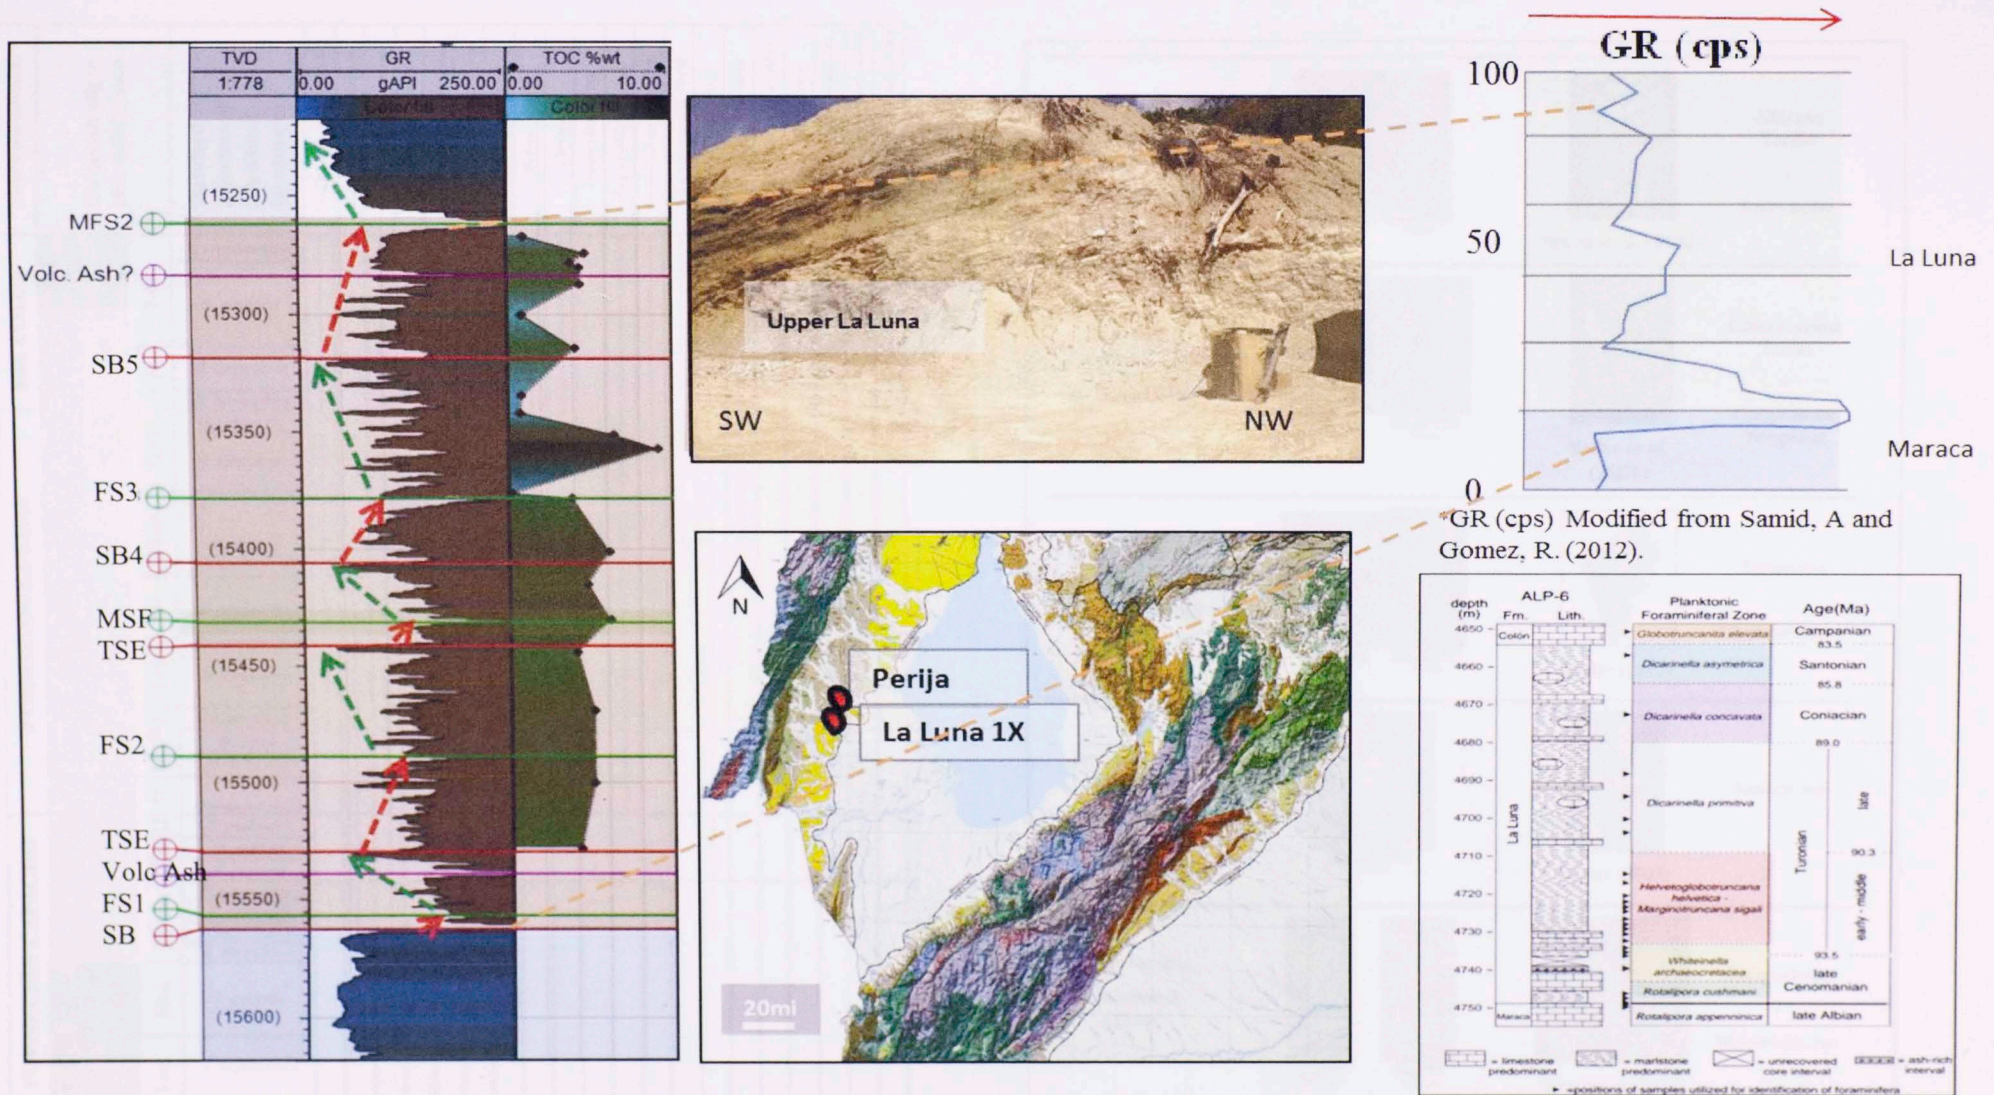 TVD
GR
TOC %wt
1:778
0.00 gAPI 250.00
0.00 10.00
Color fill
Color fill
(15250)
MFS2
Volc. Ash?
(15300)
SB5
(15350)
FS3
(15400)
SB4
MSF
TSE
(15450)
FS2
(15500)
TSE
Volc Ash
(15550)
FS1
SB
(15600)
Upper La Luna
SW
NW
N
Perija
La Luna 1X
20mi
GR (cps)
100
50
0
La Luna
Maraca
*GR (cps) Modified from Samid, A and
Gomez, R. (2012).
ALP-6
depth
(m)
Fm.
Lith.
Planktonic
Foraminiferal Zone
Age(Ma)
4650
4660
4670
4680
4690
4700
4710
4720
4730
4740
4750
Colón
La Luna
Maraca
Globotruncanita elevata
Dicarinella asymetrica
Dicarinella concavata
Dicarinella primitiva
Helvetoglobotruncana
helvetica -
Marginotruncana sigali
Whiteinella
archaeocretacea
Rotalipora cushmani
Rotalipora appenninica
Campanian
83.5
Santonian
85.8
Coniacian
89.0
Turonian
late
90.3
early - middle
93.5
late
Cenomanian
late Albian
= limestone
predominant
= marlstone
predominant
= unrecovered
core interval
= ash-rich
interval
=positions of samples utilized for identification of foraminifera